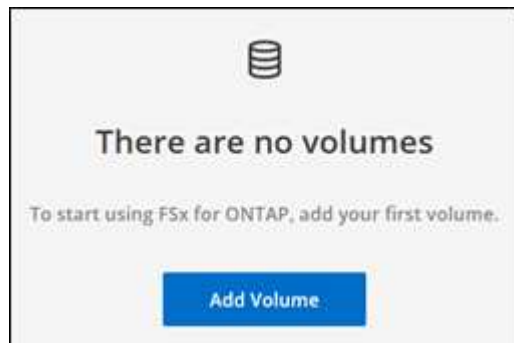 There are no volumes
To start using FSx for ONTAP, add your first volume.
Add Volume